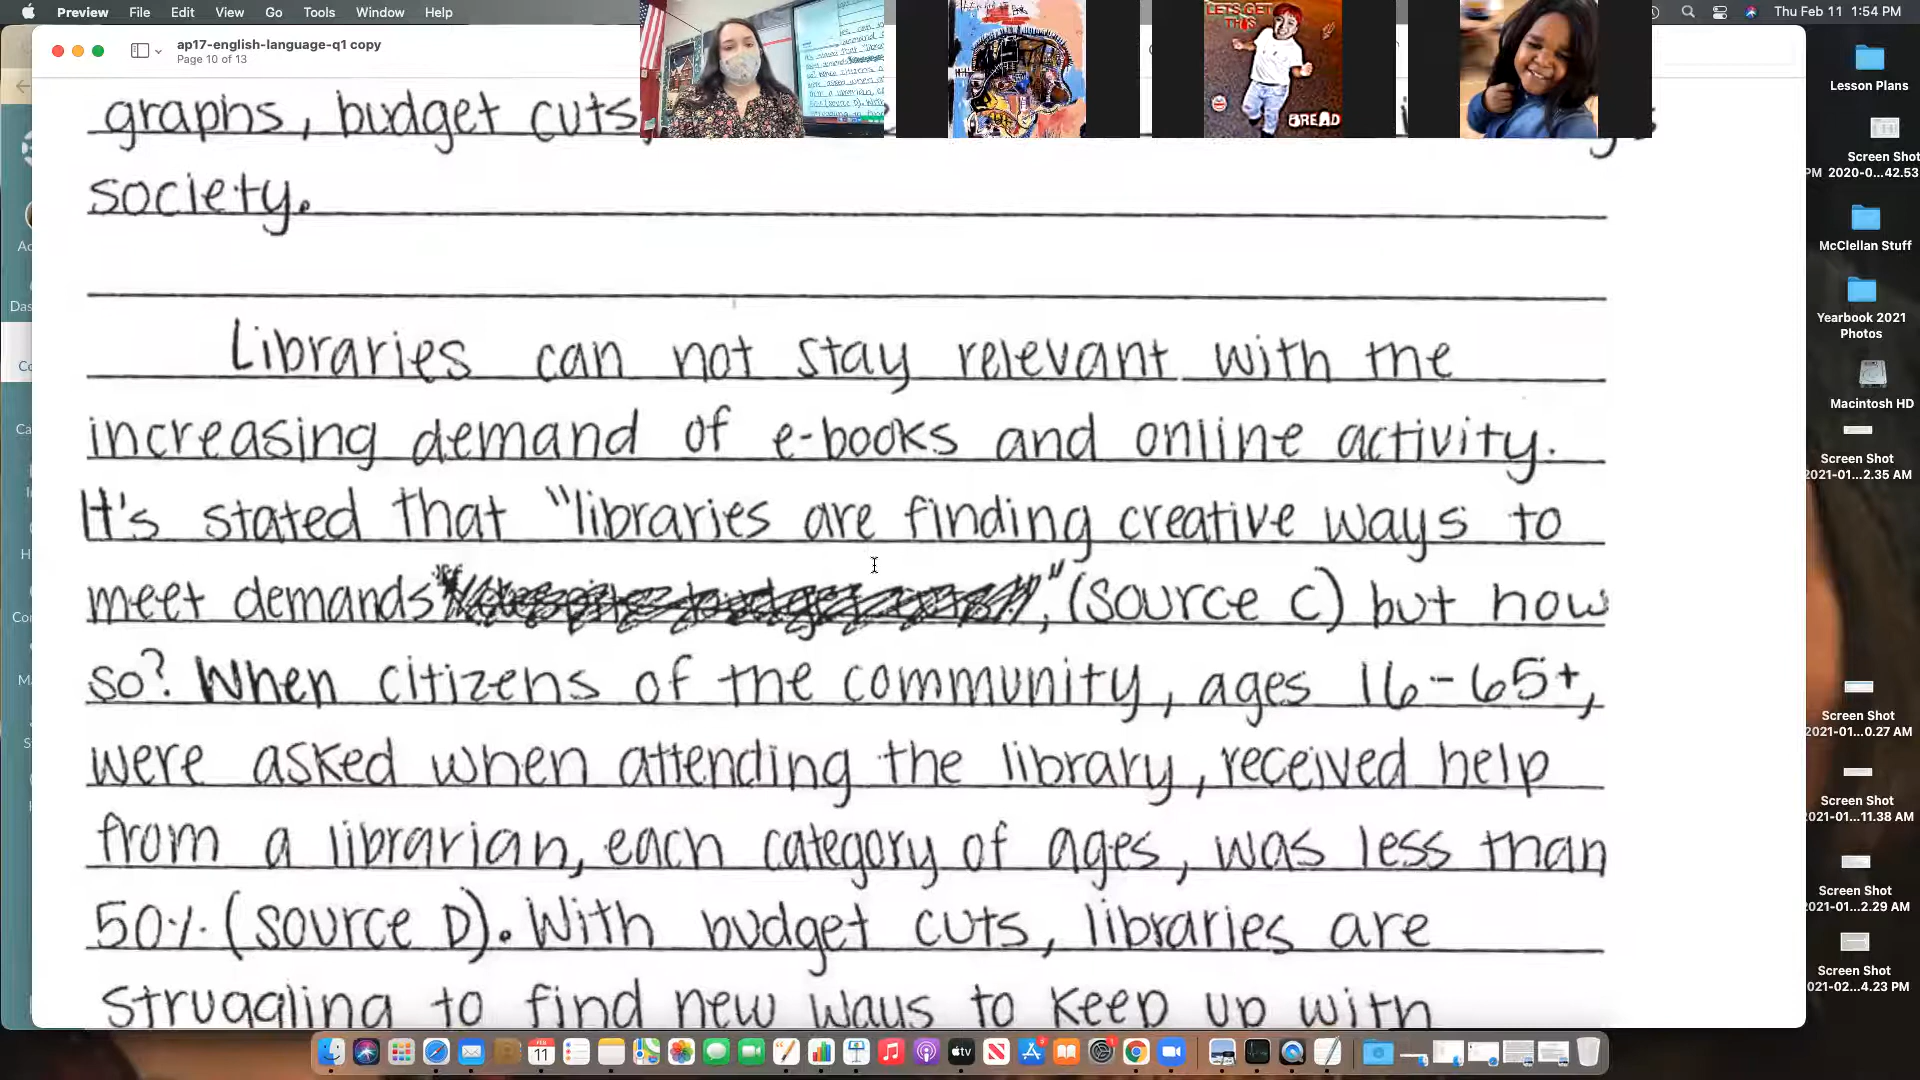 Preview File Edit View Go Tools Window Help
Thu Feb 11 1:54 PM
ap17-english-language-q1 copy
Page 10 of 13
LETS GET
THIS
BREAD
graphs, budget cuts,
society.
Libraries can not stay relevant with the
increasing demand of e-books and online activity.
It's stated that "libraries are finding creative ways to
meet demands," (Source C) but how
so? When citizens of the community, ages 16-65+,
were asked when attending the library, received help
from a librarian, each category of ages, was less than
50% (Source D). With budget cuts, libraries are
struggling to find new ways to keep up with
Lesson Plans
Screen Shot
PM 2020-0...42.53
McClellan Stuff
Yearbook 2021
Photos
Macintosh HD
Screen Shot
2021-01...2.35 AM
Screen Shot
2021-01...0.27 AM
Screen Shot
2021-01...11.38 AM
Screen Shot
2021-01...2.29 AM
Screen Shot
2021-02...4.23 PM
FEB
11
tv